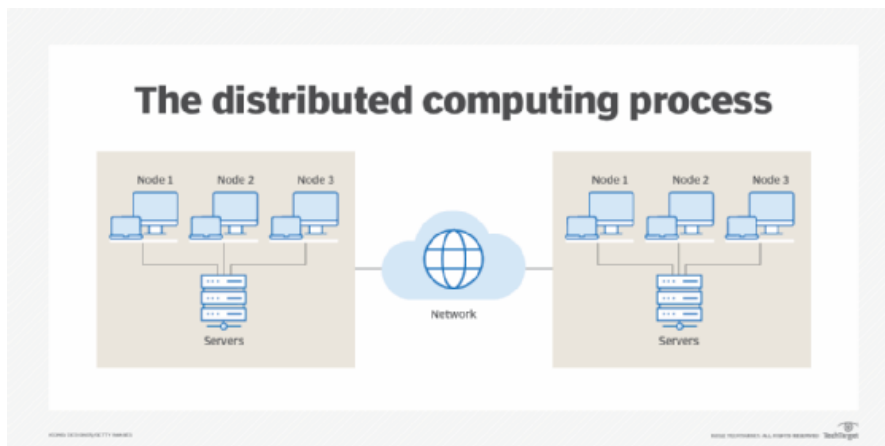 The distributed computing process
Node 1 Node 2 Node 3
Servers
Network
Node 1 Node 2 Node 3
Servers
TechTarget